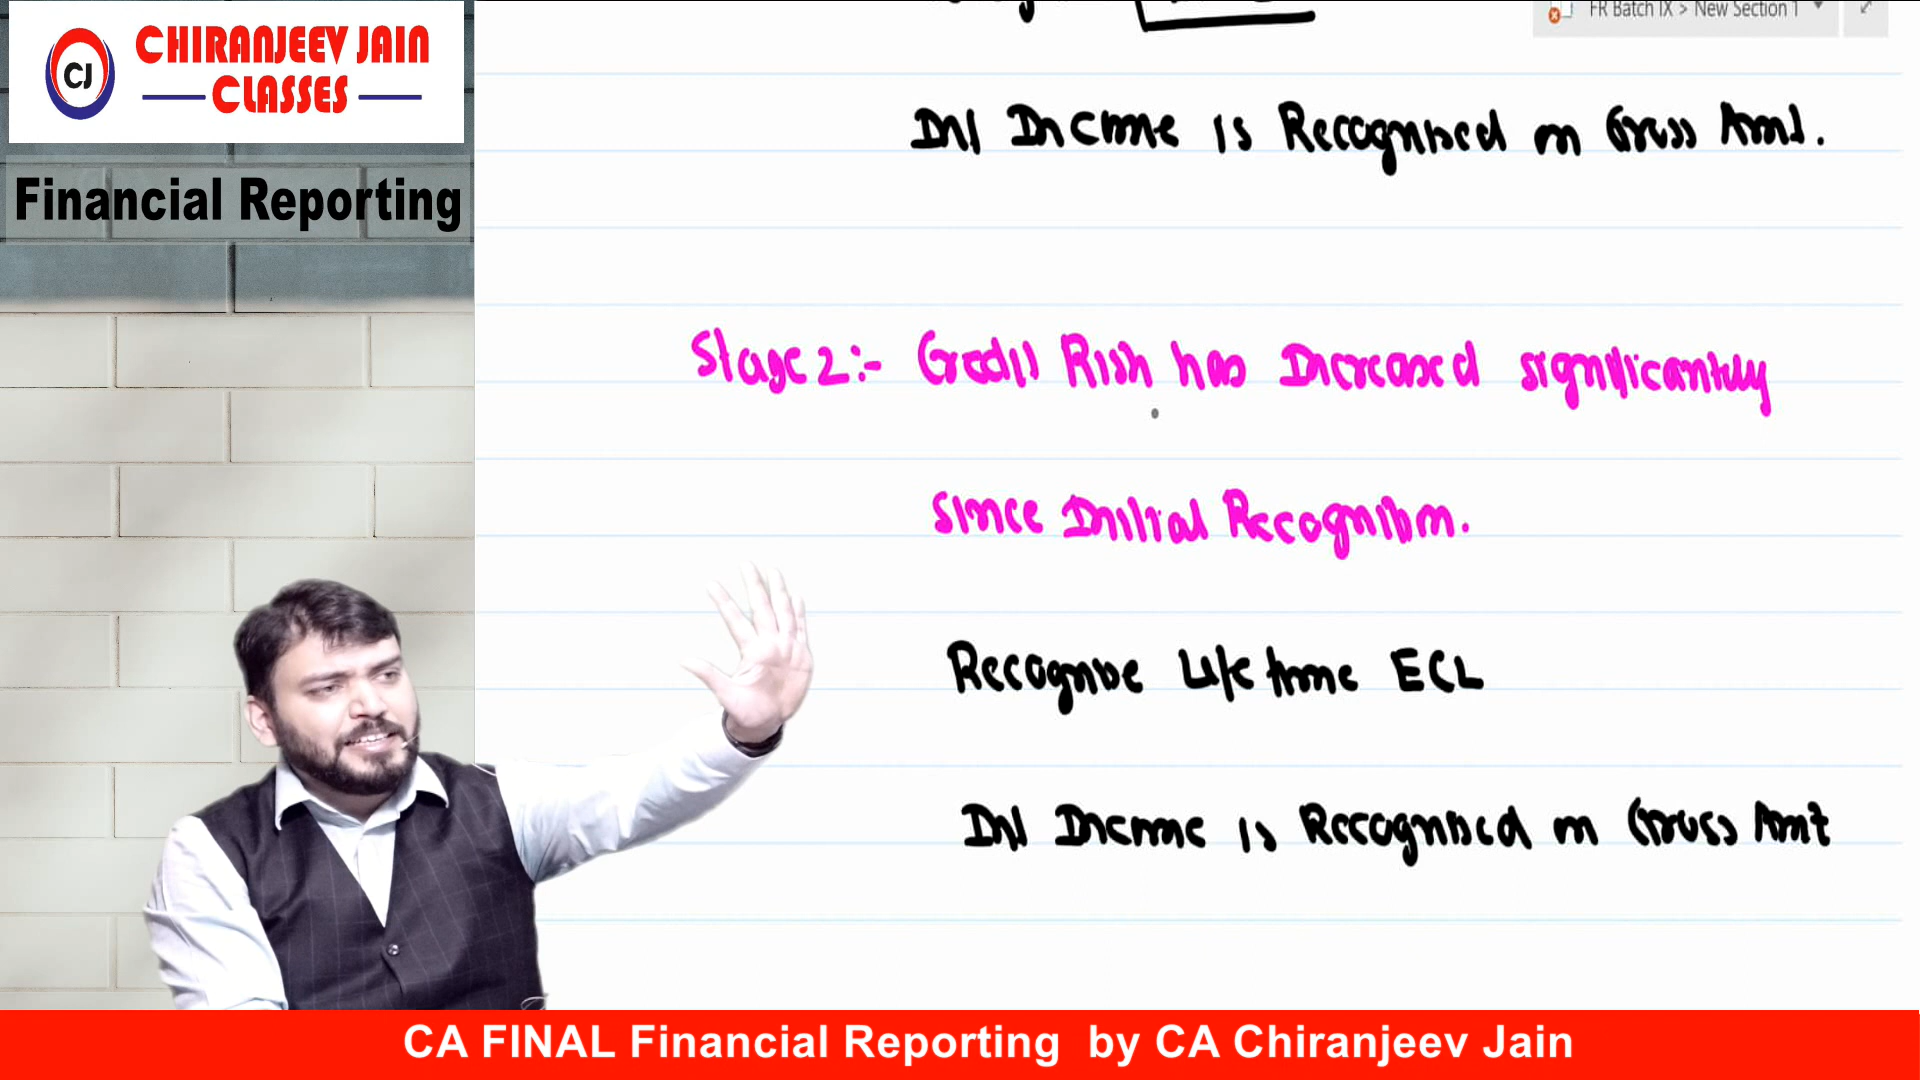 FR Batch IX > New Section 1
CHIRANJEEV JAIN
CJ
CLASSES
Financial Reporting
Int Income is Recognised on Gross Amt.
Stage 2:- Credit Risk has Increased significantly
since Initial Recognition.
Recognise Life time ECL
Int Income is Recognised on Gross Amt
CA FINAL Financial Reporting by CA Chiranjeev Jain